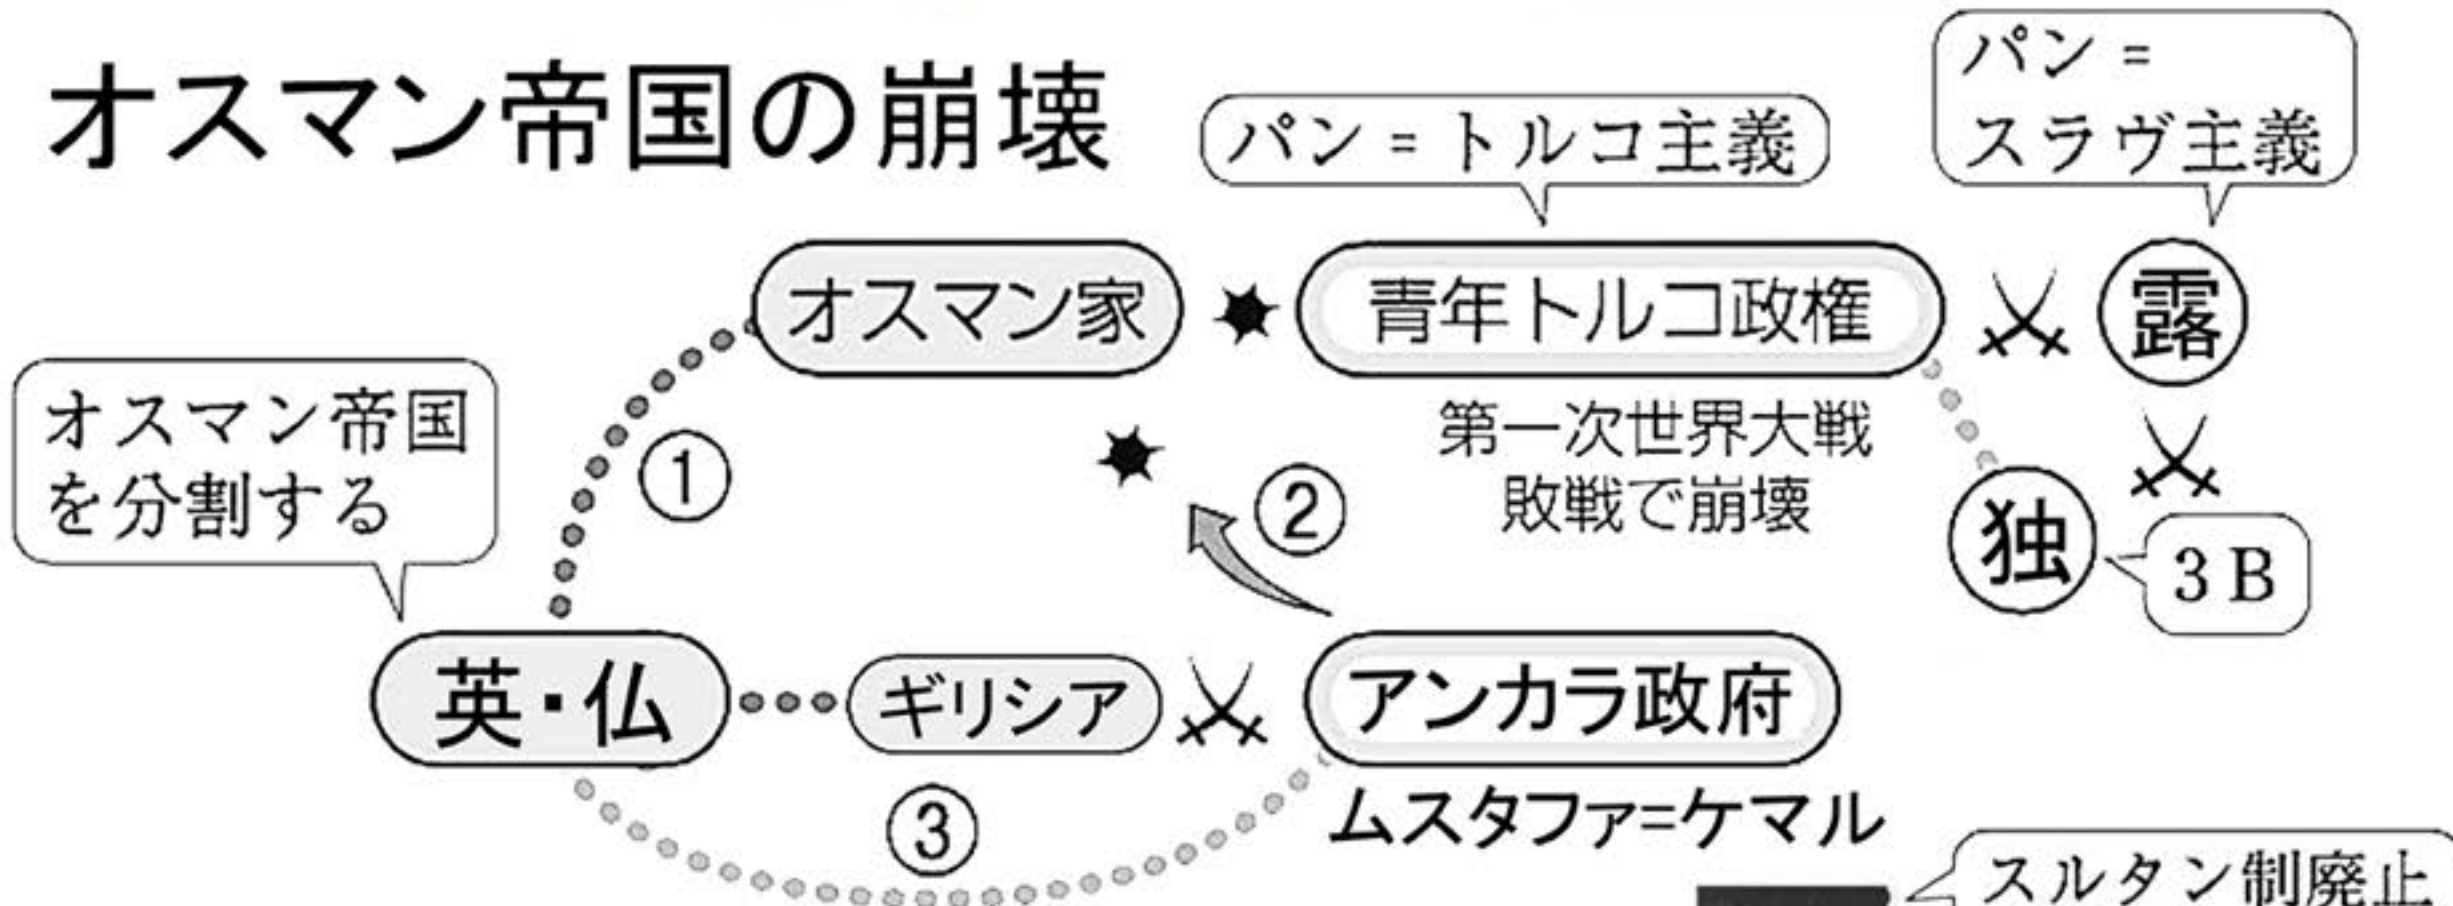 オスマン帝国の崩壊
パン=トルコ主義
パン=
スラヴ主義
オスマン家
青年トルコ政権
露
オスマン帝国
を分割する
①
②
第一次世界大戦
敗戦で崩壊
独
3B
英・仏
ギリシア
アンカラ政府
③
ムスタファ=ケマル
スルタン制廃止